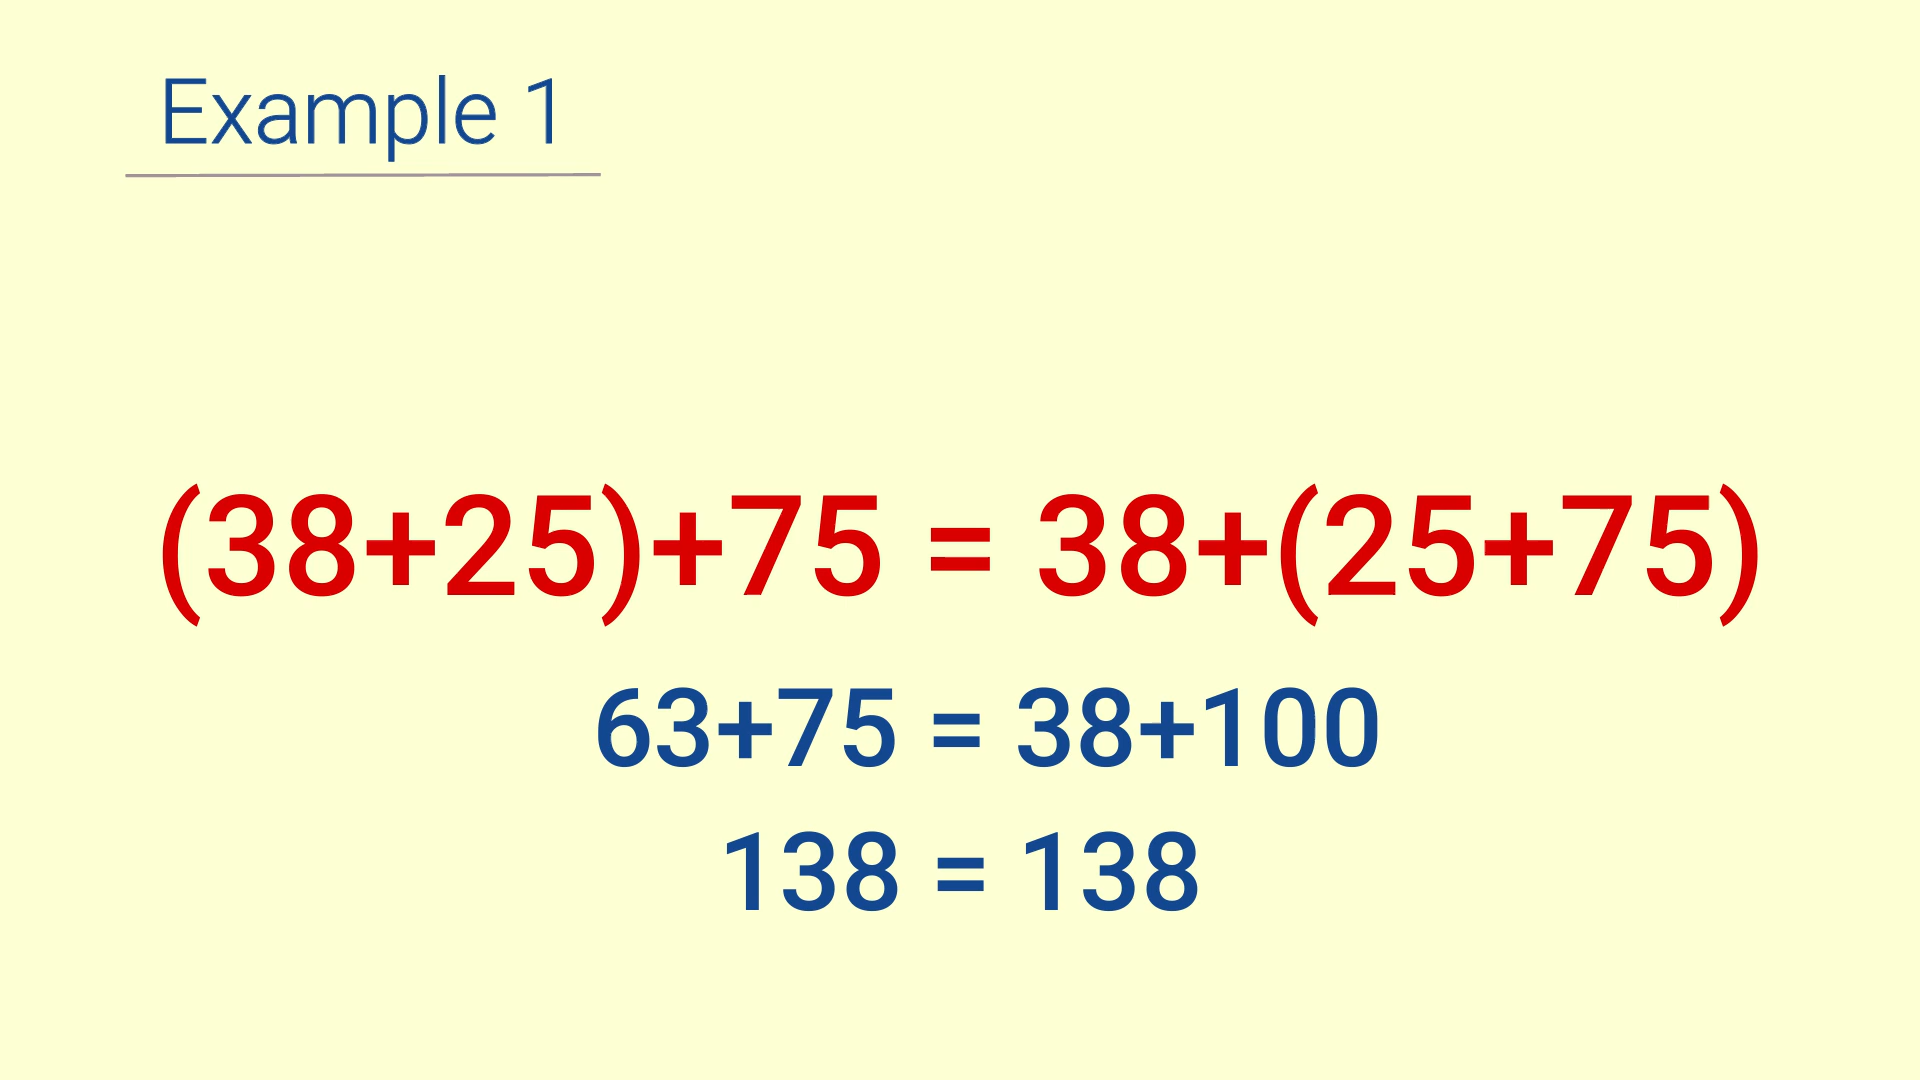 Example 1
(38+25)+75 = 38+(25+75)
63+75 = 38+100
138 = 138